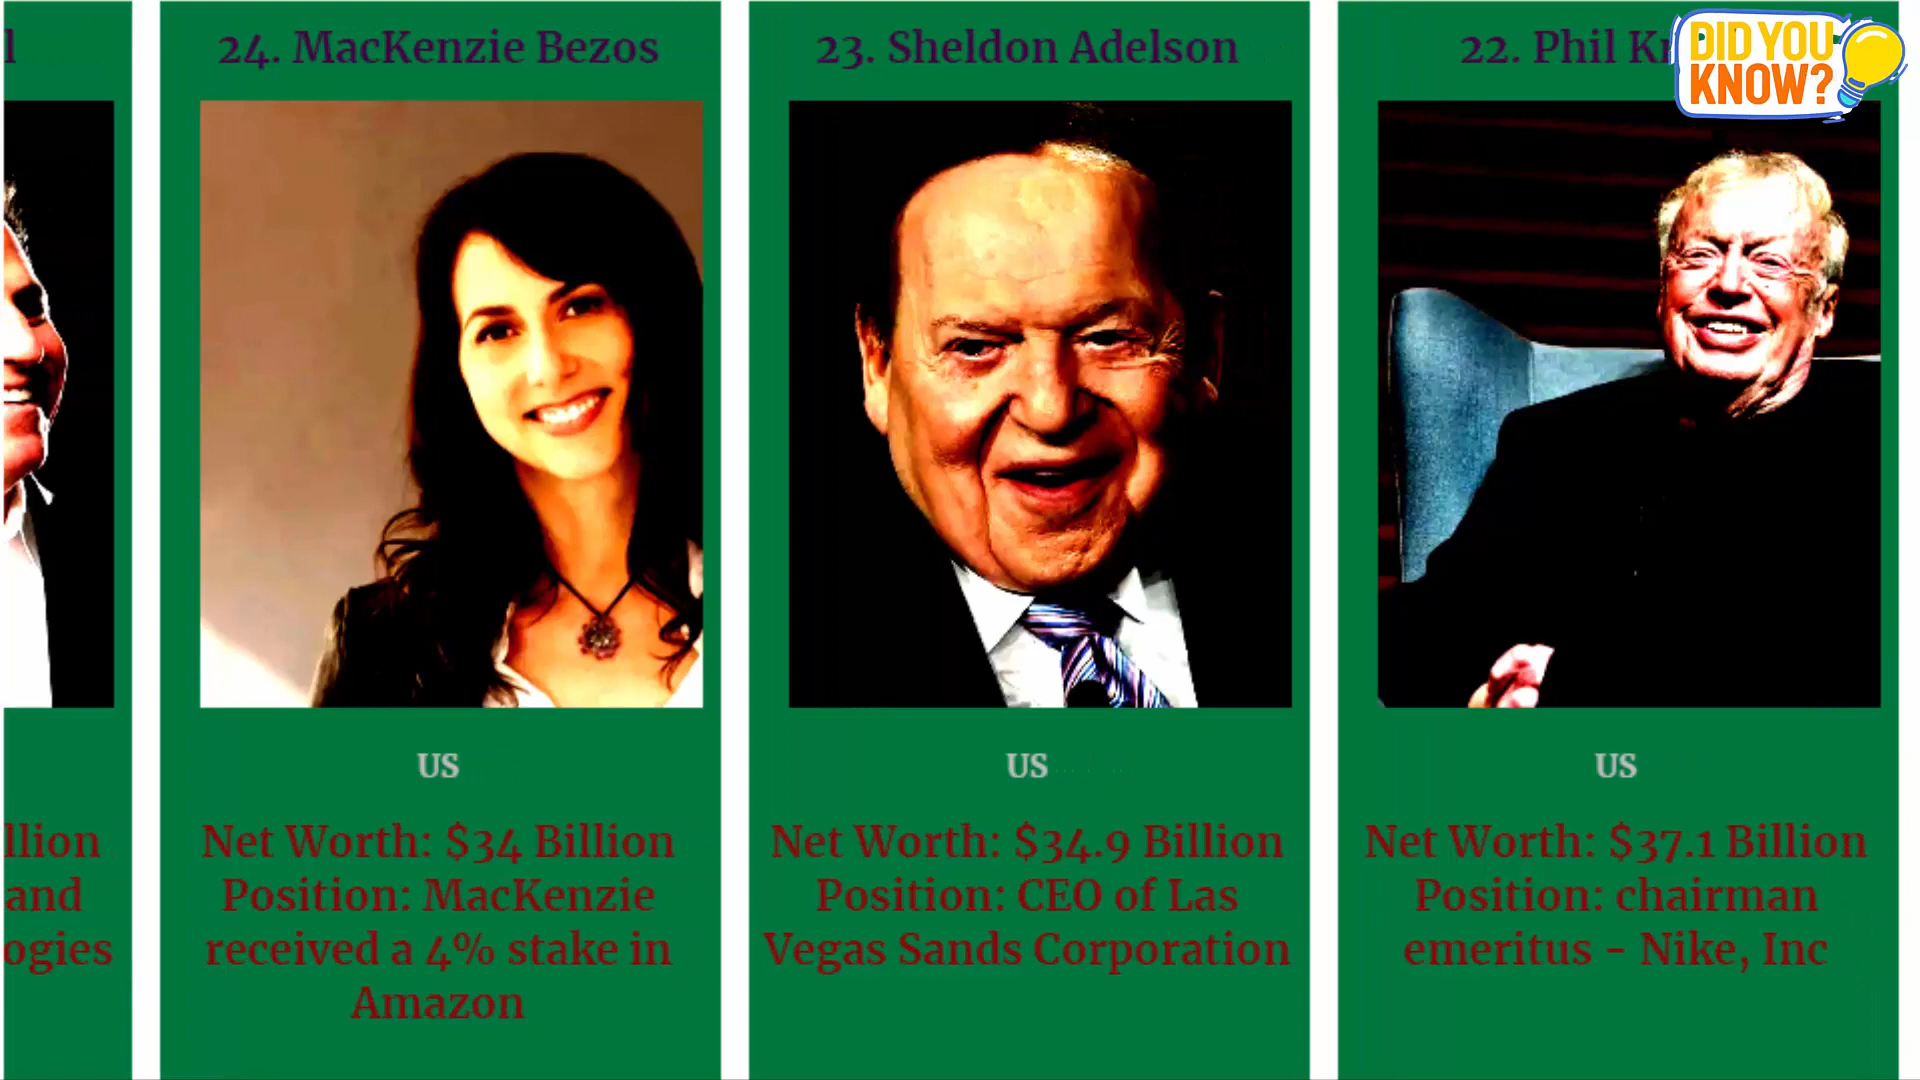 l
24. MacKenzie Bezos
23. Sheldon Adelson
22. Phil
DID YOU
KNOW?
US
US
US
llion
and
ogies
Net Worth: $34 Billion
Position: MacKenzie
received a 4% stake in
Amazon
Net Worth: $34.9 Billion
Position: CEO of Las
Vegas Sands Corporation
Net Worth: $37.1 Billion
Position: chairman
emeritus - Nike, Inc